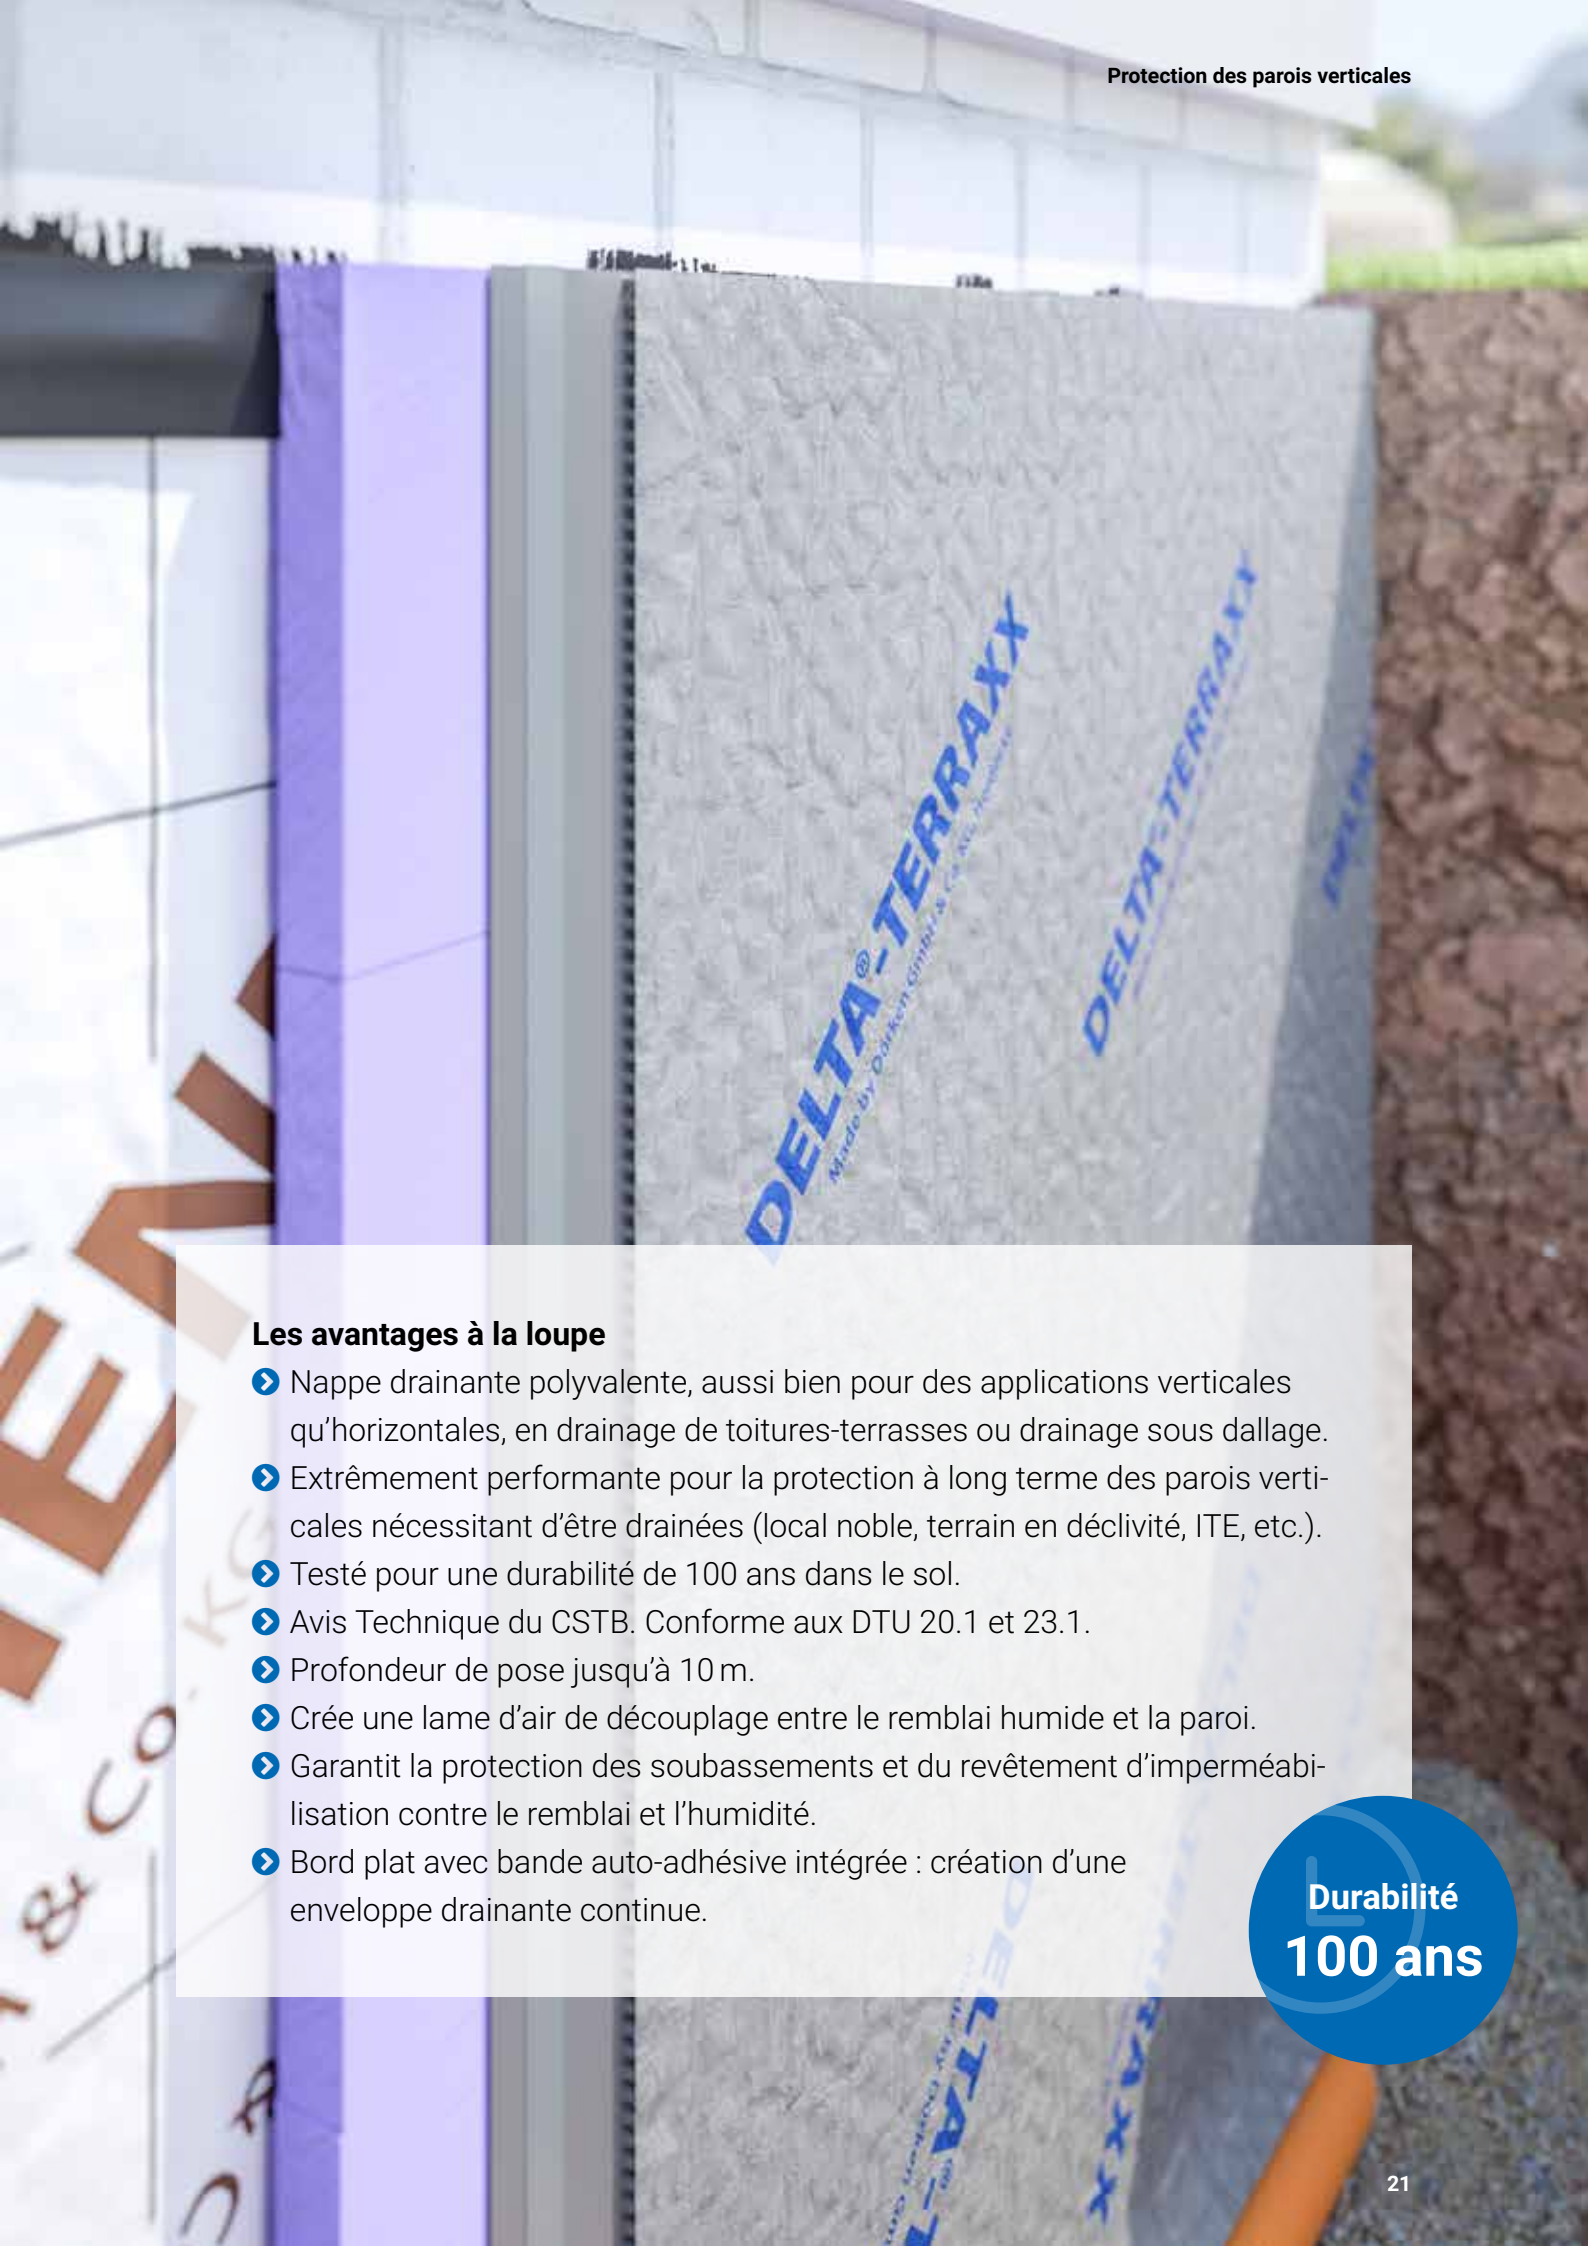 Protection des parois verticales
DELTA®-TERRAXX
Made by Dörken GmbH & Co. KG, Herdecke
DELTA®-TERRAXX
DELTA
& CO. KG
Les avantages à la loupe
Nappe drainante polyvalente, aussi bien pour des applications verticales
qu’horizontales, en drainage de toitures-terrasses ou drainage sous dallage.
Extrêmement performante pour la protection à long terme des parois verti-
cales nécessitant d’être drainées (local noble, terrain en déclivité, ITE, etc.).
Testé pour une durabilité de 100 ans dans le sol.
Avis Technique du CSTB. Conforme aux DTU 20.1 et 23.1.
Profondeur de pose jusqu’à 10 m.
Crée une lame d’air de découplage entre le remblai humide et la paroi.
Garantit la protection des soubassements et du revêtement d’imperméabi-
lisation contre le remblai et l’humidité.
Bord plat avec bande auto-adhésive intégrée : création d’une
enveloppe drainante continue.
Durabilité
100 ans
DELTA®-
RAXX
21